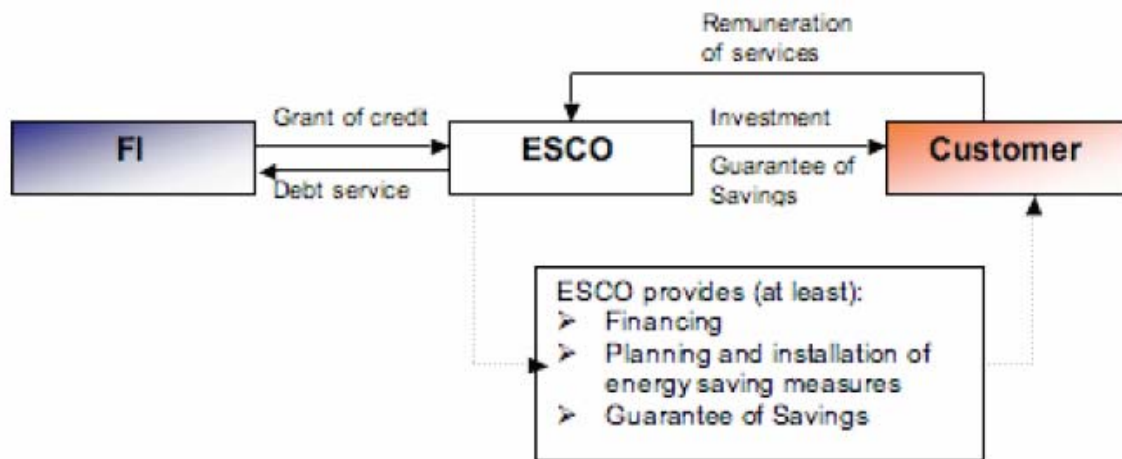 Remuneration
of services
Grant of credit
Investment
FI
ESCO
Customer
Debt service
Guarantee of
Savings
ESCO provides (at least):
➢ Financing
➢ Planning and installation of
energy saving measures
➢ Guarantee of Savings